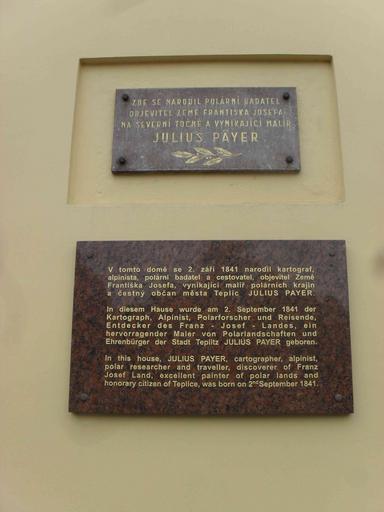 ZDE SE NARODIL POLÁRNÍ BADATEL
OBJEVITEL ZEMĚ FRANTIŠKA JOSEFA
NA SEVERNÍ TOČNĚ A VYNIKAJÍCÍ MALÍŘ
JULIUS PAYER
V tomto domě se 2. září 1841 narodil kartograf,
alpinista, polární badatel a cestovatel, objevitel Země
Františka Josefa, vynikající malíř polárních krajin
a čestný občan města Teplic JULIUS PAYER.
In diesem Hause wurde am 2. September 1841 der
Kartograph, Alpinist, Polarforscher und Reisende,
Entdecker des Franz - Josef - Landes, ein
hervorragender Maler von Polarlandschaften und
Ehrenbürger der Stadt Teplitz JULIUS PAYER geboren.
In this house, JULIUS PAYER, cartographer, alpinist,
polar researcher and traveller, discoverer of Franz
Josef Land, excellent painter of polar lands and
honorary citizen of Teplice, was born on 2nd September 1841.